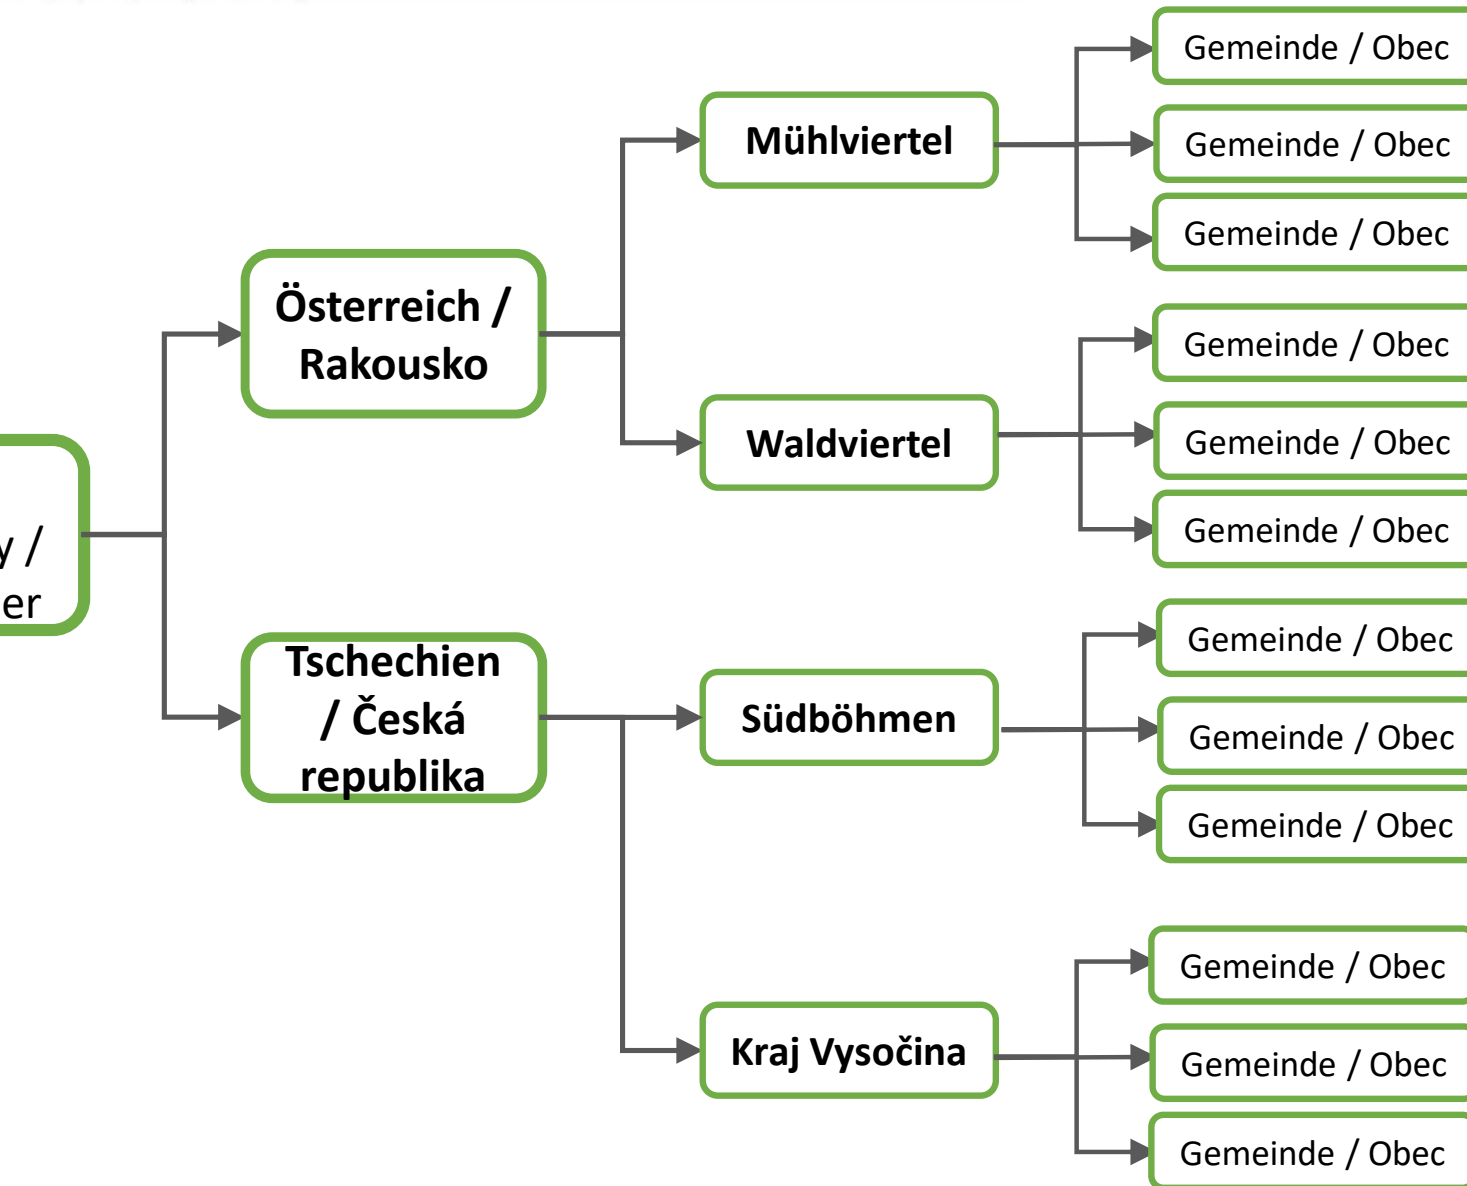 y /
er
Österreich /
Rakousko
Tschechien
/ Česká
republika
Mühlviertel
Waldviertel
Südböhmen
Kraj Vysočina
Gemeinde / Obec
Gemeinde / Obec
Gemeinde / Obec
Gemeinde / Obec
Gemeinde / Obec
Gemeinde / Obec
Gemeinde / Obec
Gemeinde / Obec
Gemeinde / Obec
Gemeinde / Obec
Gemeinde / Obec
Gemeinde / Obec